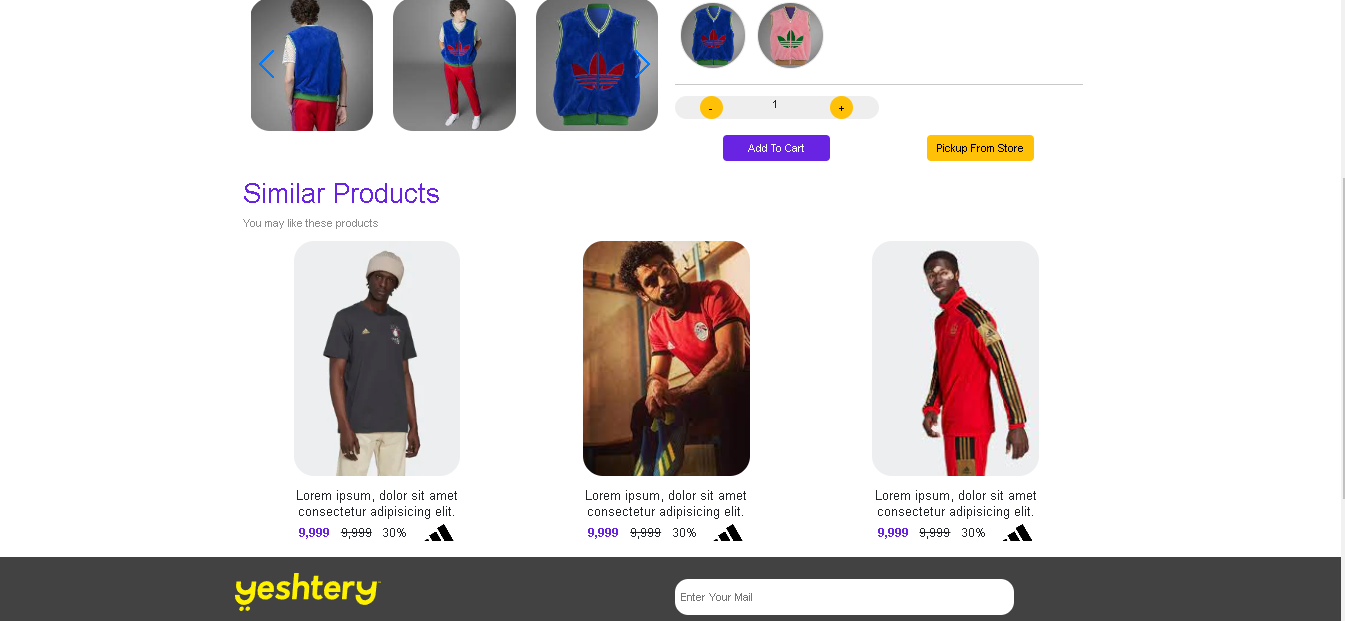 - 1 +
Add To Cart Pickup From Store
Similar Products
You may like these products
Lorem ipsum, dolor sit amet
consectetur adipisicing elit.
9,999 9,999 30%
Lorem ipsum, dolor sit amet
consectetur adipisicing elit.
9,999 9,999 30%
Lorem ipsum, dolor sit amet
consectetur adipisicing elit.
9,999 9,999 30%
yeshtery
Enter Your Mail